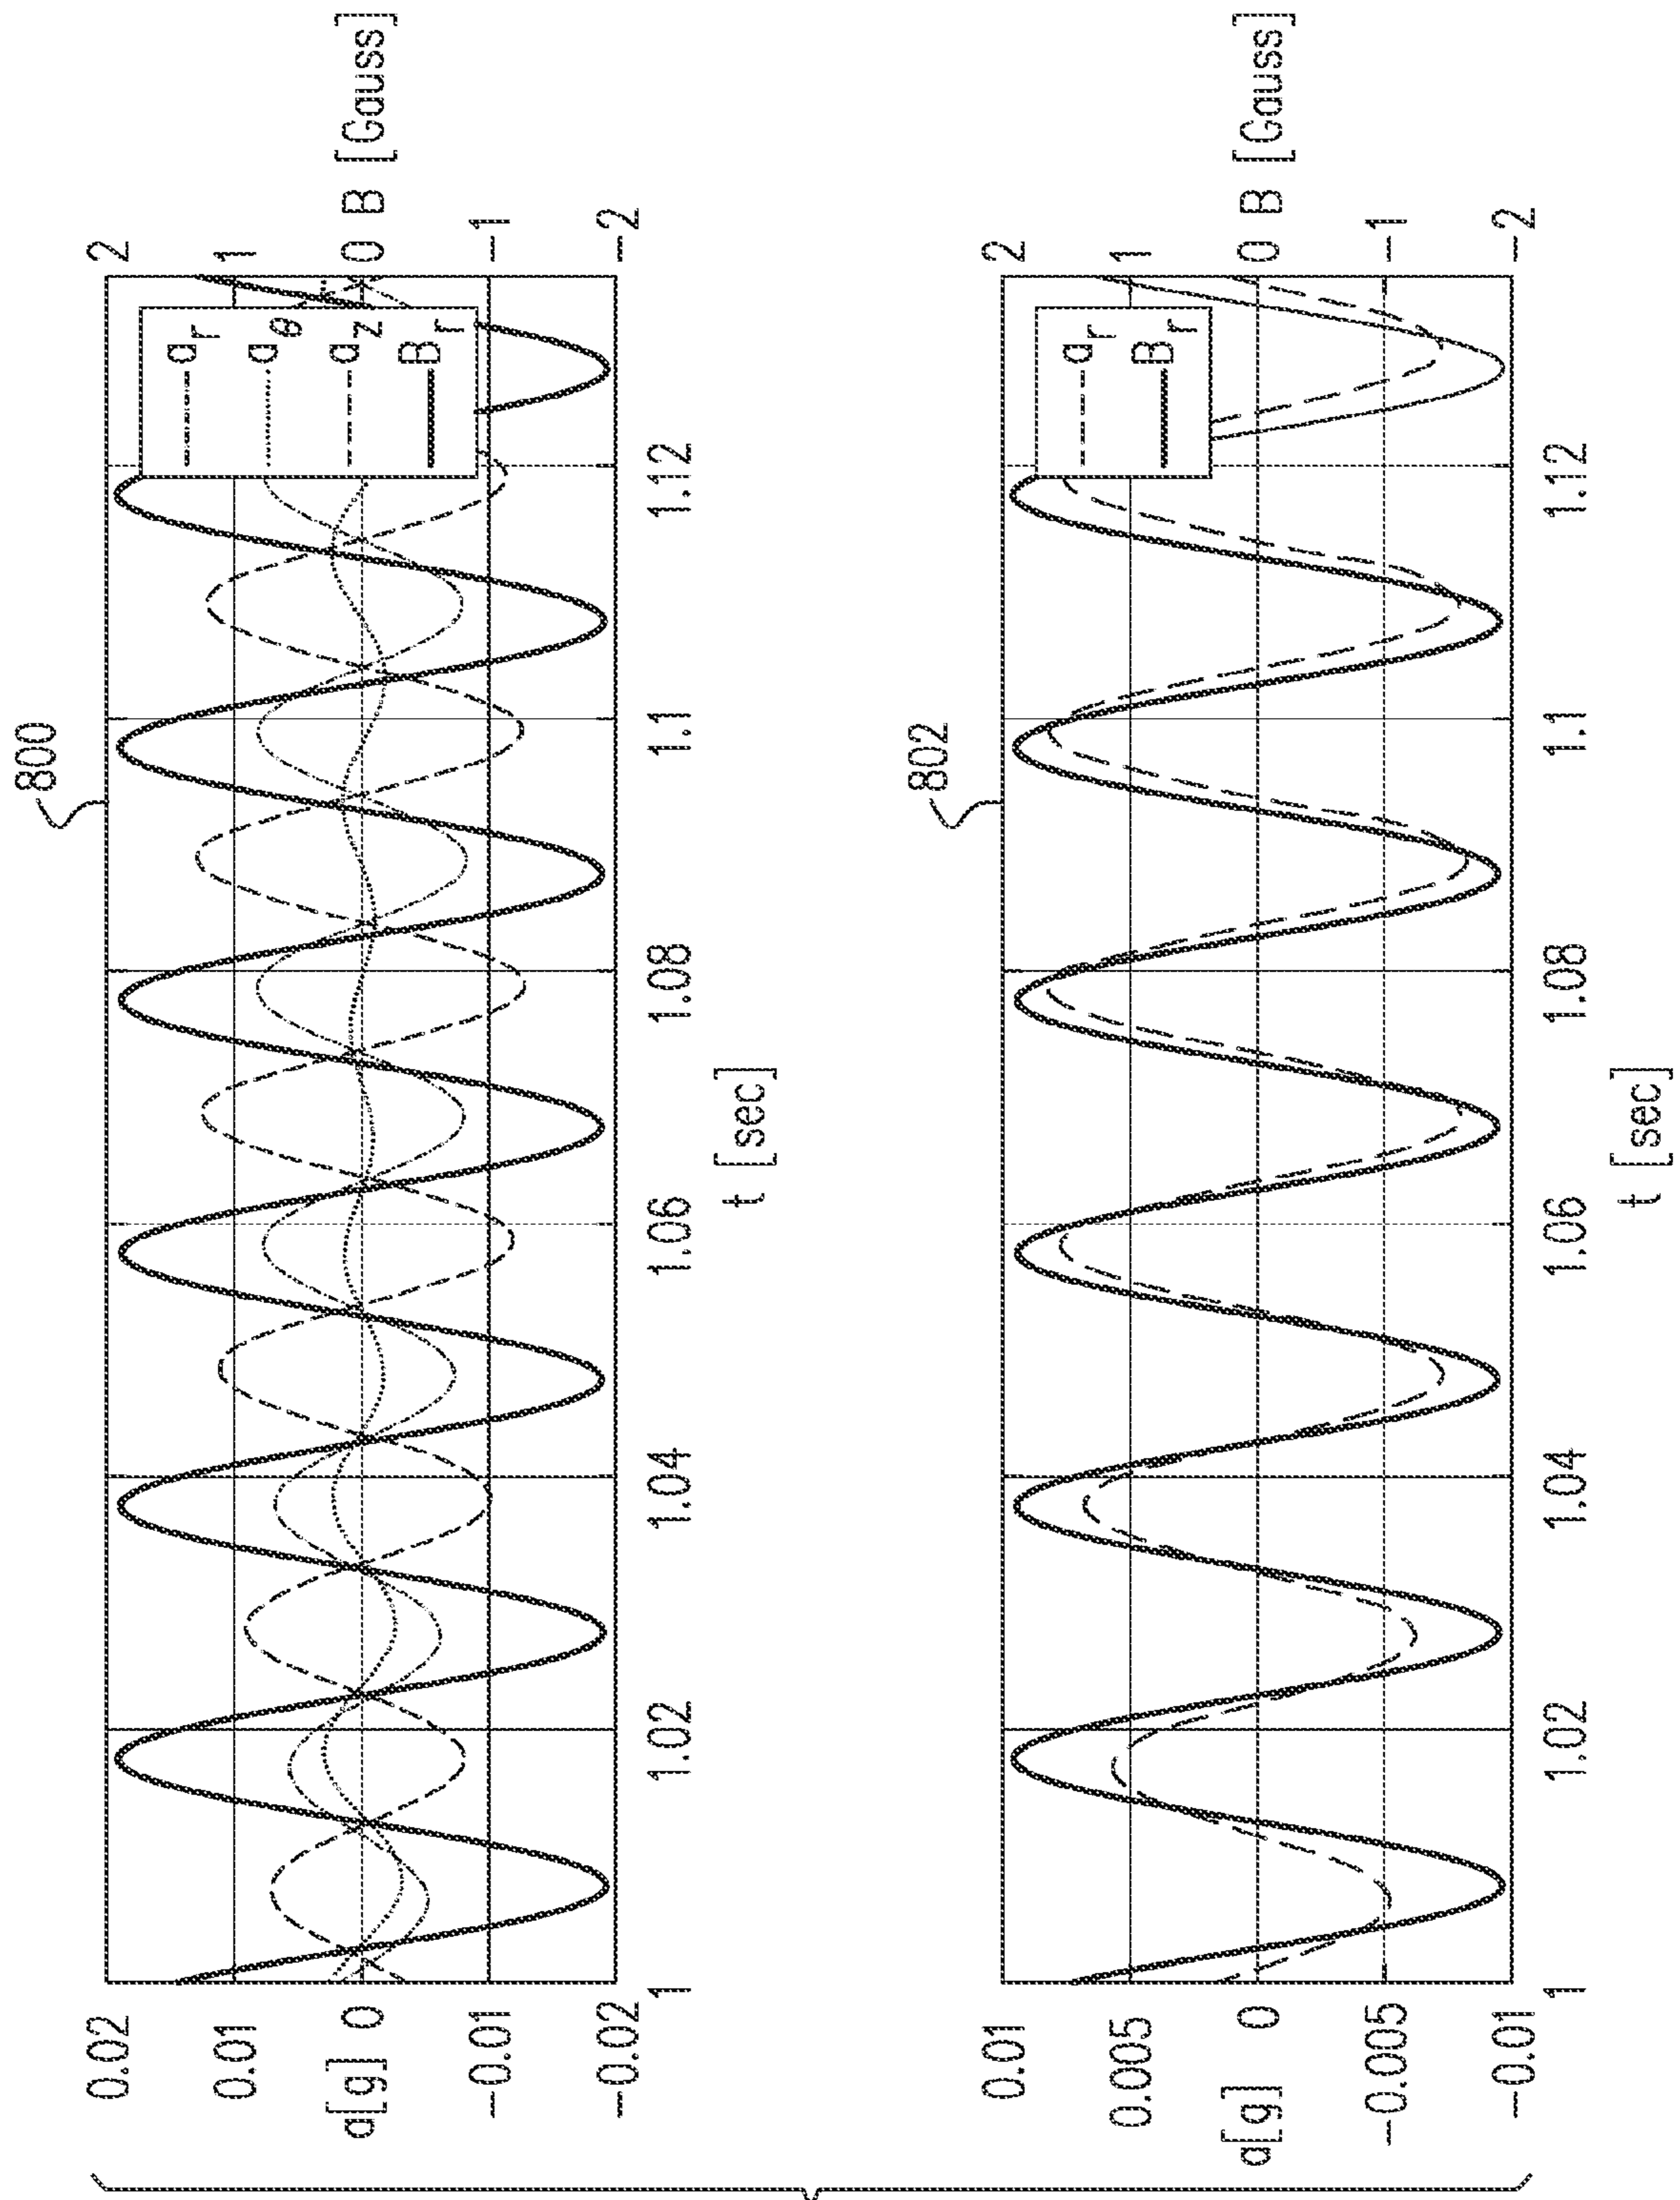 800
0.02
0.01
a[g] 0
-0.01
-0.02
2
1
0 B [Gauss]
-1
-2
a_r
a_θ
a_z
B_r
1
1.02
1.04
1.06
1.08
1.1
1.12
t [sec]
802
0.01
0.005
a[g] 0
-0.005
-0.01
2
1
0 B [Gauss]
-1
-2
a_r
B_r
1
1.02
1.04
1.06
1.08
1.1
1.12
t [sec]